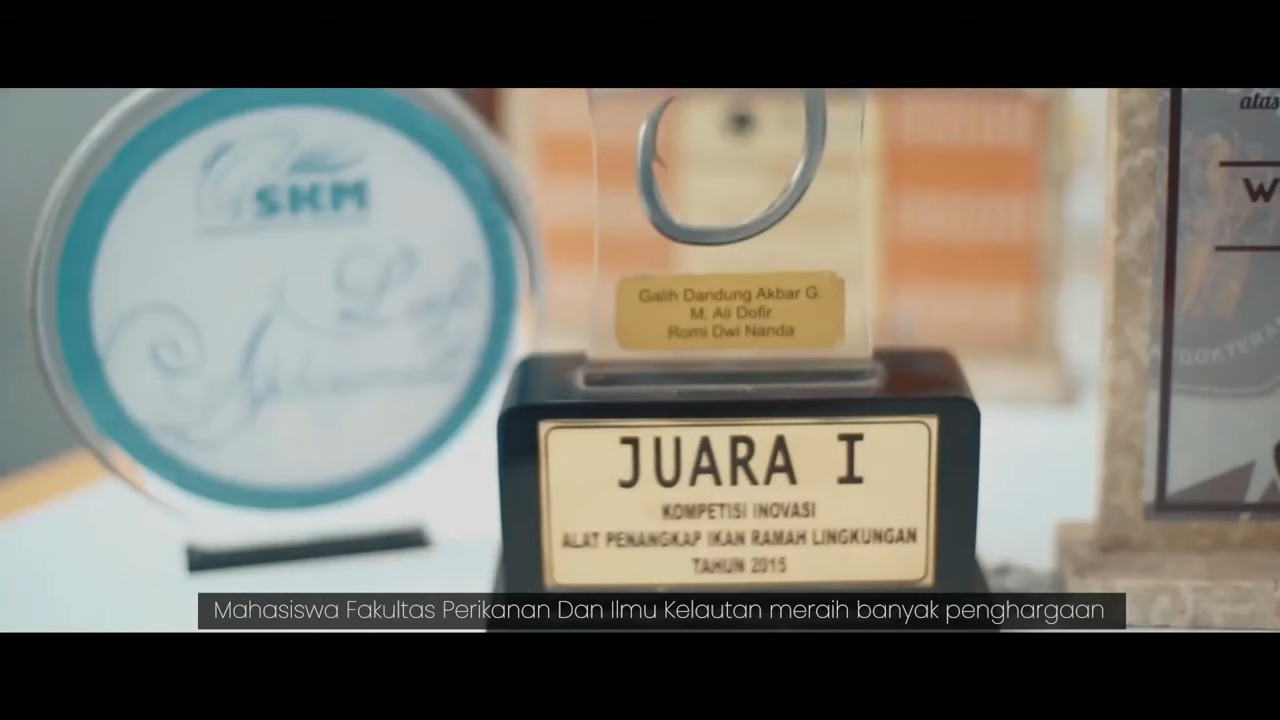 SKM
Galih Dandung Akbar G.
M. Ali Dofir
Romi Dwi Nanda
JUARA I
KOMPETISI INOVASI
ALAT PENANGKAP IKAN RAMAH LINGKUNGAN
TAHUN 2015
atas
W
Mahasiswa Fakultas Perikanan Dan Ilmu Kelautan meraih banyak penghargaan